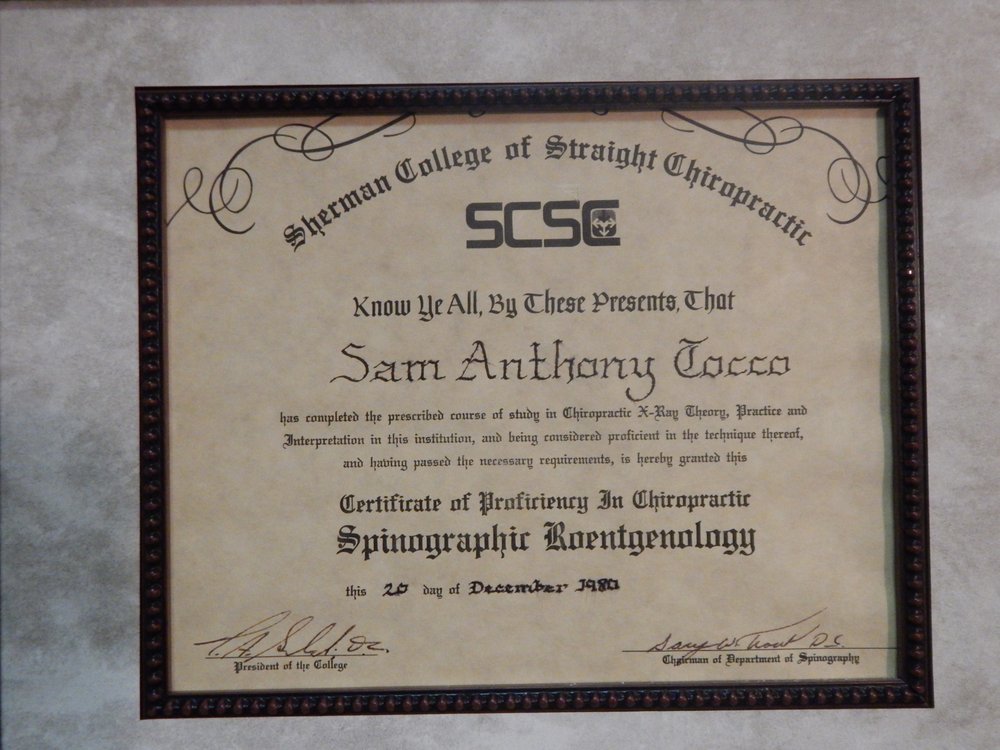 Sherman College of Straight Chiropractic
SCSC
Know Ye All, By These Presents, That
Sam Anthony Tocco
has completed the prescribed course of study in Chiropractic X-Ray Theory, Practice and
Interpretation in this institution, and being considered proficient in the technique thereof,
and having passed the necessary requirements, is hereby granted this
Certificate of Proficiency In Chiropractic
Spinographic Roentgenology
this 20 day of December 1980
D.C.
President of the College
Trout D.C.
Chairman of Department of Spinography